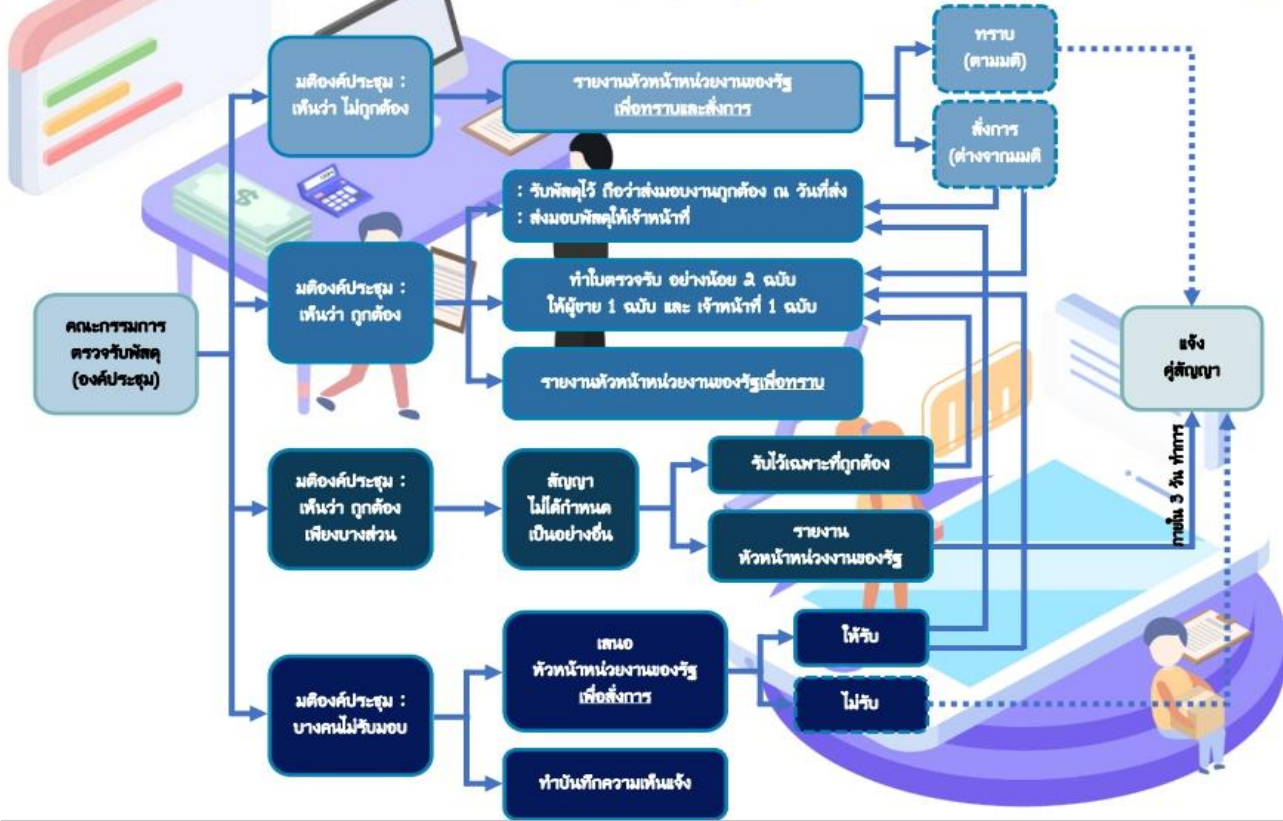 ทราบ
(ตามมติ)
มติองค์ประชุม :
เห็นว่า ไม่ถูกต้อง
รายงานหัวหน้าหน่วยงานของรัฐ
เพื่อทราบและสั่งการ
สั่งการ
(ต่างจากมมติ
: รับพัสดุไว้ ถือว่าส่งมอบงานถูกต้อง ณ วันที่ส่ง
: ส่งมอบพัสดุให้เจ้าหน้าที่
มติองค์ประชุม :
เห็นว่า ถูกต้อง
ทำใบตรวจรับ อย่างน้อย 2 ฉบับ
ให้ผู้ขาย 1 ฉบับ และ เจ้าหน้าที่ 1 ฉบับ
คณะกรรมการ
ตรวจรับพัสดุ
(องค์ประชุม)
แจ้ง
คู่สัญญา
รายงานหัวหน้าหน่วยงานของรัฐเพื่อทราบ
มติองค์ประชุม :
เห็นว่า ถูกต้อง
เพียงบางส่วน
สัญญา
ไม่ได้กำหนด
เป็นอย่างอื่น
รับไว้เฉพาะที่ถูกต้อง
รายงาน
หัวหน้าหน่วงงานของรัฐ
ภายใน 3 วัน ทำการ
เสนอ
หัวหน้าหน่วยงานของรัฐ
เพื่อสั่งการ
ให้รับ
ไม่รับ
มติองค์ประชุม :
บางคนไม่รับมอบ
ทำบันทึกความเห็นแจ้ง